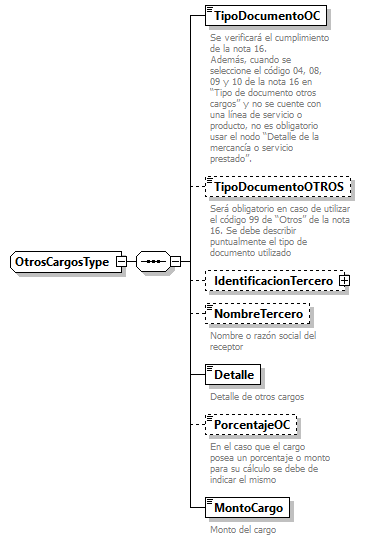 TipoDocumentoOC
Se verificará el cumplimiento
de la nota 16.
Además, cuando se
seleccione el código 04, 08,
09 y 10 de la nota 16 en
“Tipo de documento otros
cargos” y no se cuente con
una línea de servicio o
producto, no es obligatorio
usar el nodo “Detalle de la
mercancía o servicio
prestado”.
TipoDocumentoOTROS
Será obligatorio en caso de utilizar
el código 99 de “Otros” de la nota
16. Se debe describir
puntualmente el tipo de
documento utilizado
OtrosCargosType
IdentificacionTercero
NombreTercero
Nombre o razón social del
receptor
Detalle
Detalle de otros cargos
PorcentajeOC
En el caso que el cargo
posea un porcentaje o monto
para su cálculo se debe de
indicar el mismo
MontoCargo
Monto del cargo